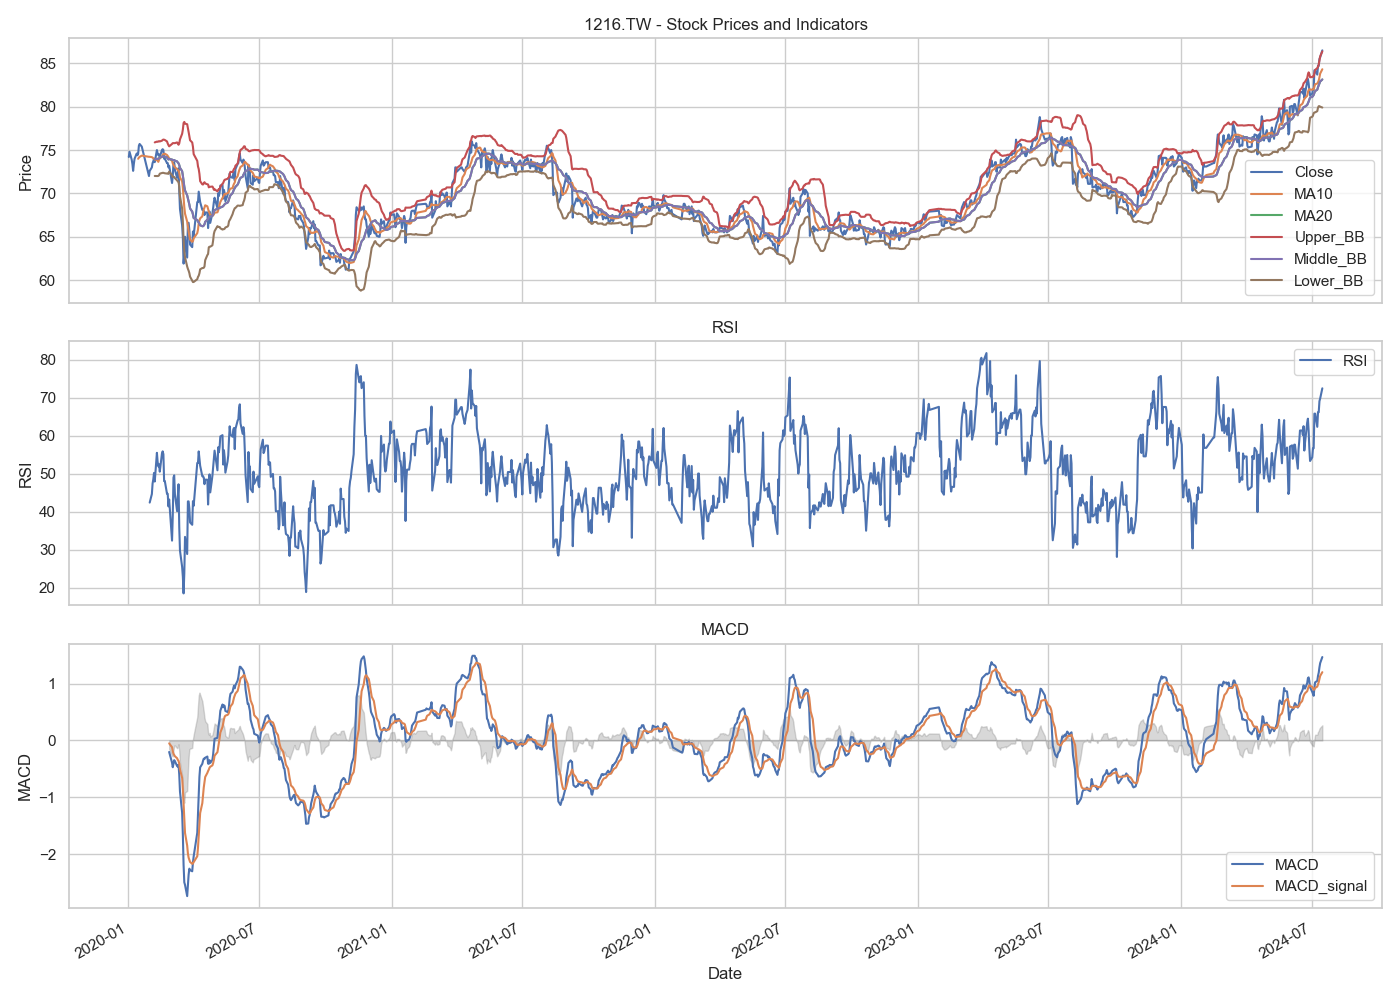 1216.TW - Stock Prices and Indicators
Price
85
80
75
70
65
60
Close
MA10
MA20
Upper_BB
Middle_BB
Lower_BB
RSI
RSI
80
70
60
50
40
30
20
RSI
MACD
MACD
1
0
−1
−2
MACD
MACD_signal
2020-01
2020-07
2021-01
2021-07
2022-01
2022-07
2023-01
2023-07
2024-01
2024-07
Date